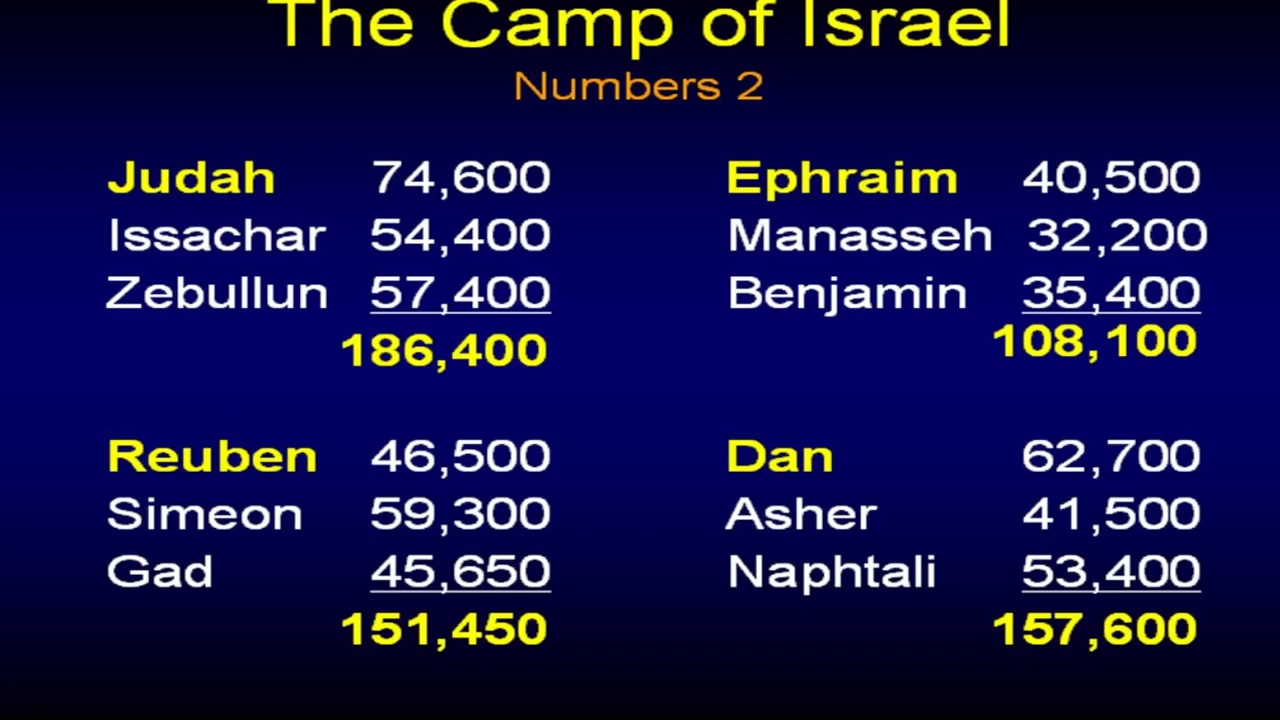 The Camp of Israel
Numbers 2
Judah 74,600
Issachar 54,400
Zebullun 57,400
186,400
Reuben 46,500
Simeon 59,300
Gad 45,650
151,450
Ephraim 40,500
Manasseh 32,200
Benjamin 35,400
108,100
Dan 62,700
Asher 41,500
Naphtali 53,400
157,600